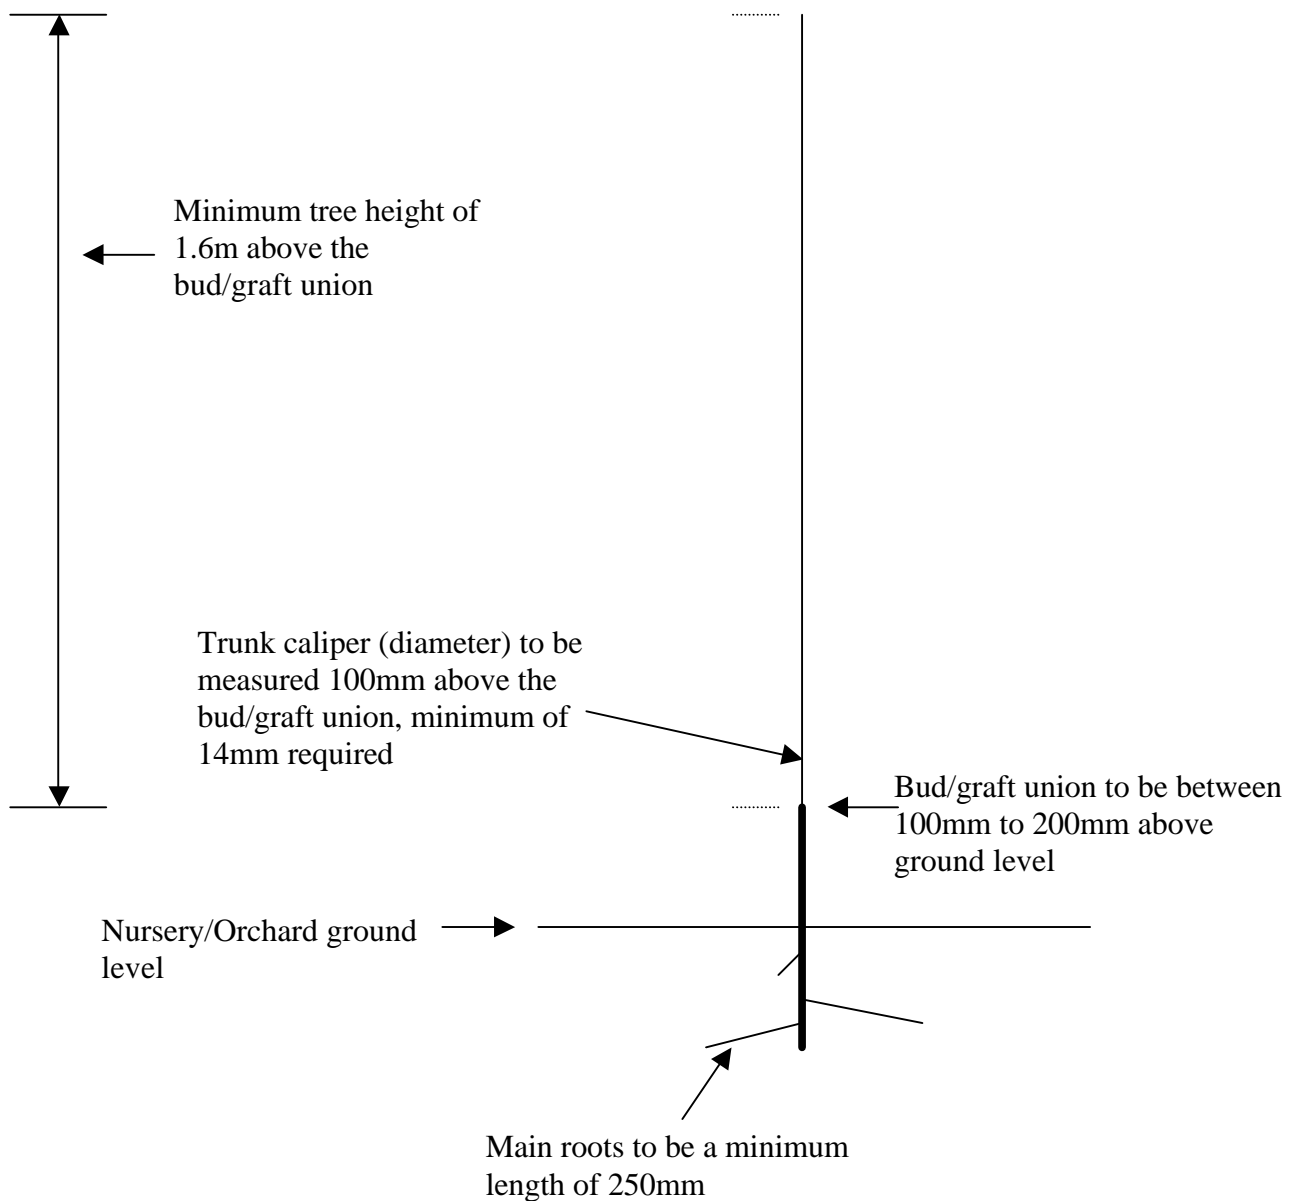 Minimum tree height of
1.6m above the
bud/graft union
Trunk caliper (diameter) to be
measured 100mm above the
bud/graft union, minimum of
14mm required
Bud/graft union to be between
100mm to 200mm above
ground level
Nursery/Orchard ground
level
Main roots to be a minimum
length of 250mm